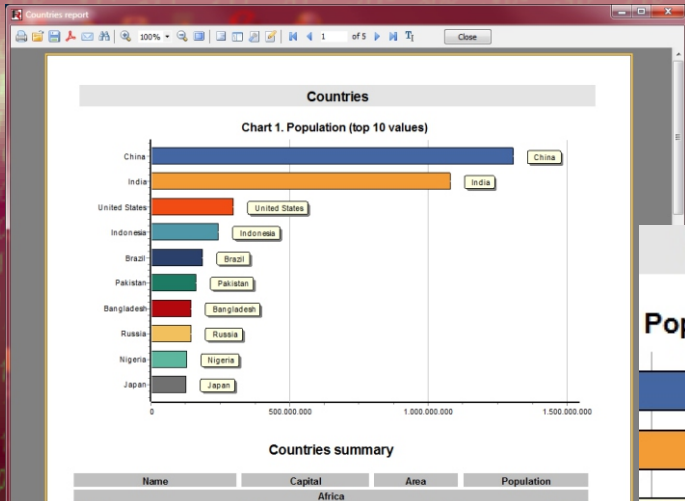 Countries report
100% 1 of 5 Close
Countries
Chart 1. Population (top 10 values)
China China
India India
United States United States
Indonesia Indonesia
Brazil Brazil
Pakistan Pakistan
Bangladesh Bangladesh
Russia Russia
Nigeria Nigeria
Japan Japan
0 500.000.000 1.000.000.000 1.500.000.000
Countries summary
Name Capital Area Population
Africa
Pop